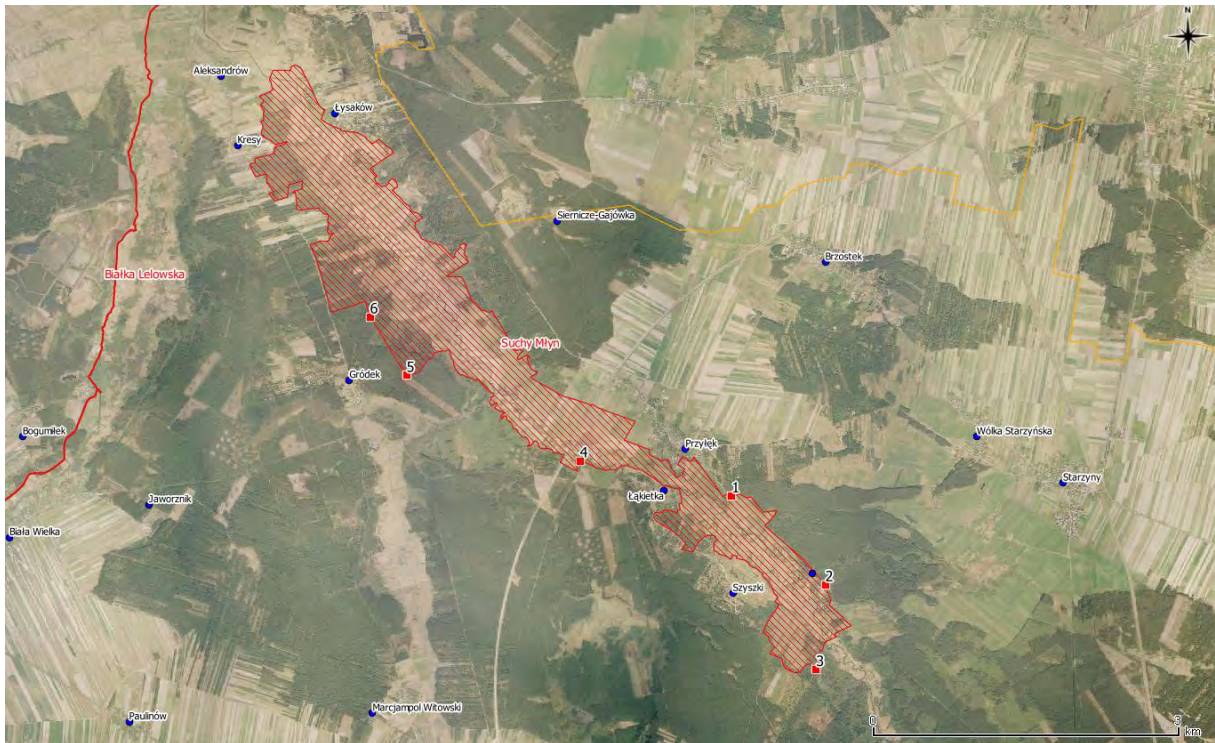 N
Aleksandrów
Łysaków
Kresy
Siernicze-Gajówka
Brzostek
Białka Lelowska
6
Suchy Młyn
5
Gródek
Bogumiłek
Wólka Starzyńska
Przyłęk
4
Starzyny
Łąkietka
1
Jaworznik
Biała Wielka
2
Szyszki
3
Marcjampol Witowski
Paulinów
0 3
km